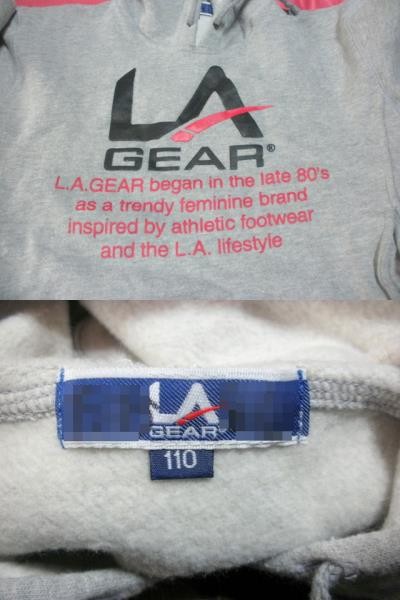 LA
GEAR®
L.A.GEAR began in the late 80's
as a trendy feminine brand
inspired by athletic footwear
and the L.A. lifestyle
LA
GEAR
110